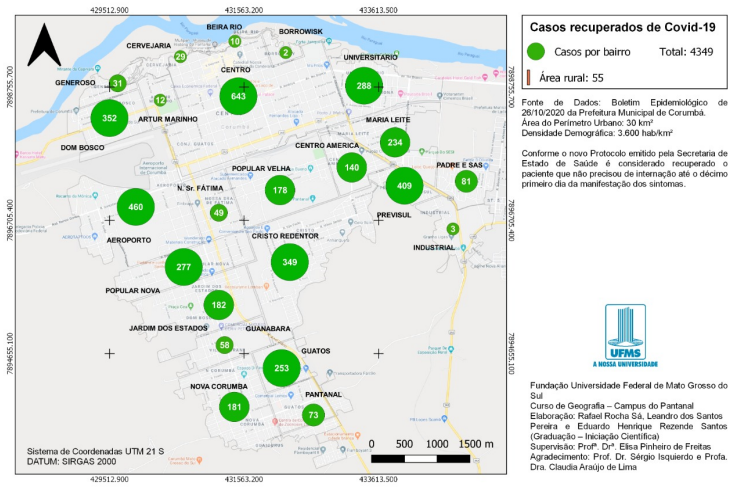 429512.900
431563.200
433613.500
BEIRA RIO
10
BORROWISK
2
CERVEJARIA
29
UNIVERSITARIO
288
CENTRO
643
GENEROSO
31
12
ARTUR MARINHO
352
DOM BOSCO
MARIA LEITE
234
CENTRO AMERICA
140
POPULAR VELHA
178
PADRE E SAS
81
409
PREVISUL
N. Sr. FÁTIMA
49
460
AEROPORTO
CRISTO REDENTOR
349
3
INDUSTRIAL
277
POPULAR NOVA
182
JARDIM DOS ESTADOS
GUANABARA
58
GUATOS
253
NOVA CORUMBA
181
PANTANAL
73
7898755.700
7896705.400
7894655.100
7898755.700
7896705.400
7894655.100
Sistema de Coordenadas UTM 21 S
DATUM: SIRGAS 2000
0 500 1000 1500 m
429512.900
431563.200
433613.500
Casos recuperados de Covid-19
Casos por bairro Total: 4349
Área rural: 55
Fonte de Dados: Boletim Epidemiológico de
26/10/2020 da Prefeitura Municipal de Corumbá.
Área do Perímetro Urbano: 30 km²
Densidade Demográfica: 3.600 hab/km²
Conforme o novo Protocolo emitido pela Secretaria de
Estado de Saúde é considerado recuperado o
paciente que não precisou de internação até o décimo
primeiro dia da manifestação dos sintomas.
UFMS
A NOSSA UNIVERSIDADE
Fundação Universidade Federal de Mato Grosso do
Sul
Curso de Geografia – Campus do Pantanal
Elaboração: Rafael Rocha Sá, Leandro dos Santos
Pereira e Eduardo Henrique Rezende Santos
(Graduação – Iniciação Científica)
Supervisão: Profª. Drª. Elisa Pinheiro de Freitas
Agradecimento: Prof. Dr. Sérgio Izquierdo e Profa.
Dra. Claudia Araújo de Lima